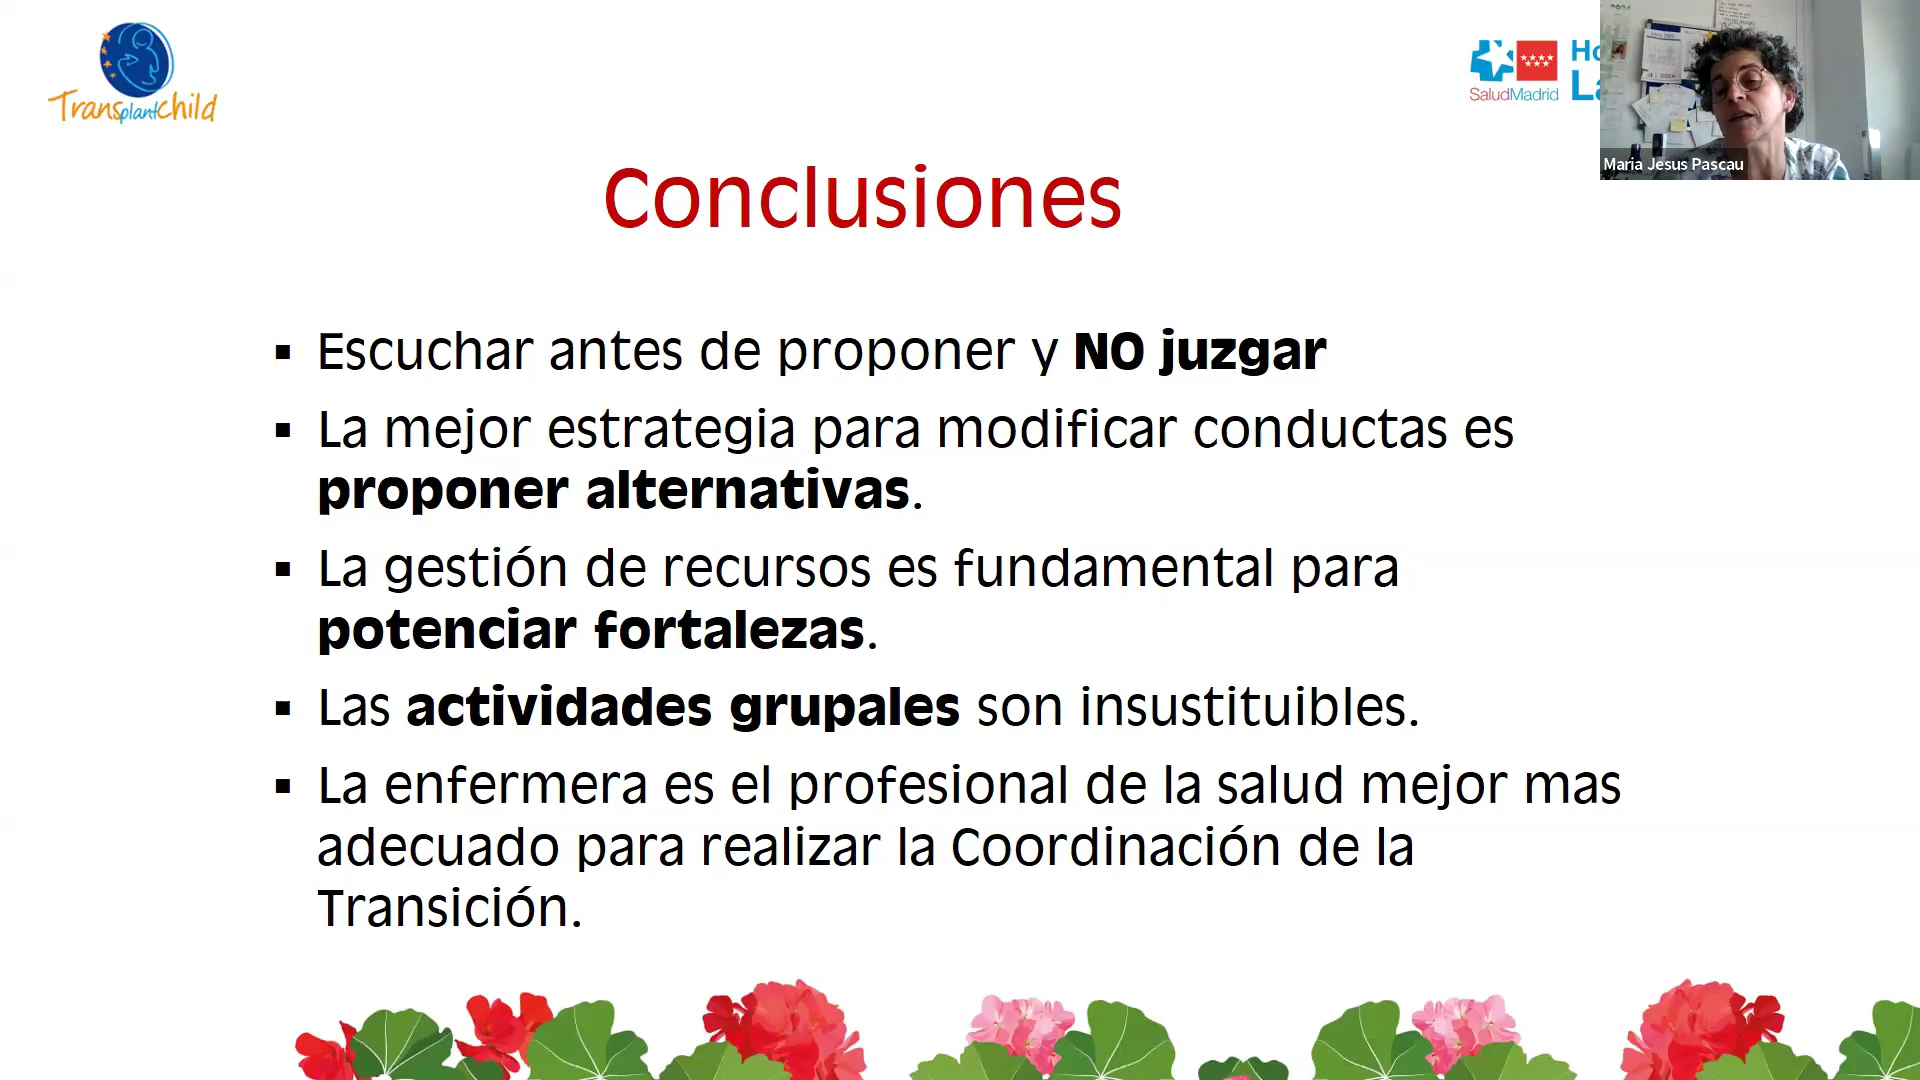 Transplantchild
SaludMadrid
Maria Jesus Pascau
Conclusiones
▪ Escuchar antes de proponer y NO juzgar
▪ La mejor estrategia para modificar conductas es
proponer alternativas.
▪ La gestión de recursos es fundamental para
potenciar fortalezas.
▪ Las actividades grupales son insustituibles.
▪ La enfermera es el profesional de la salud mejor mas
adecuado para realizar la Coordinación de la
Transición.